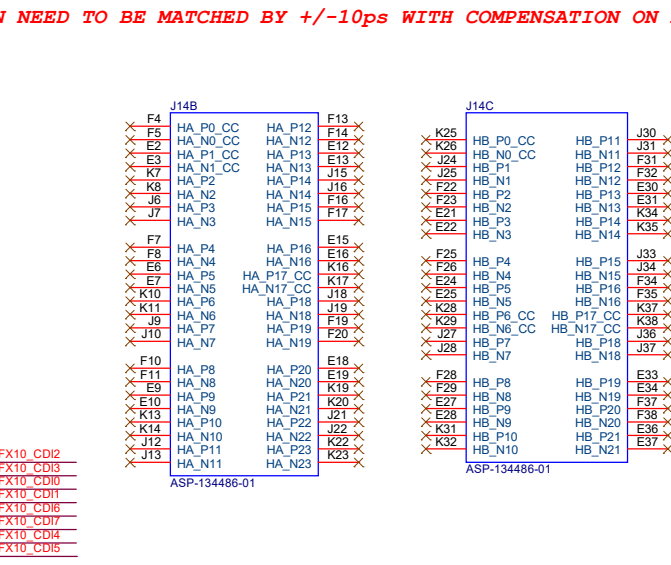 NEED TO BE MATCHED BY +/-10ps WITH COMPENSATION ON
J14B
F4 HA_P0_CC HA_P12 F13
F5 HA_N0_CC HA_N12 F14
E2 HA_P1_CC HA_P13 E12
E3 HA_N1_CC HA_N13 E13
K7 HA_P2 HA_P14 J15
K8 HA_N2 HA_N14 J16
J6 HA_P3 HA_P15 F16
J7 HA_N3 HA_N15 F17
F7 HA_P4 HA_P16 E15
F8 HA_N4 HA_N16 E16
E6 HA_P5 HA_P17_CC K16
E7 HA_N5 HA_N17_CC K17
K10 HA_P6 HA_P18 J18
K11 HA_N6 HA_N18 J19
J9 HA_P7 HA_P19 F19
J10 HA_N7 HA_N19 F20
F10 HA_P8 HA_P20 E18
F11 HA_N8 HA_N20 E19
E9 HA_P9 HA_P21 K19
E10 HA_N9 HA_N21 K20
K13 HA_P10 HA_P22 J21
K14 HA_N10 HA_N22 J22
J12 HA_P11 HA_P23 K22
J13 HA_N11 HA_N23 K23
ASP-134486-01
J14C
K25 HB_P0_CC HB_P11 J30
K26 HB_N0_CC HB_N11 J31
J24 HB_P1 HB_P12 F31
J25 HB_N1 HB_N12 F32
F22 HB_P2 HB_P13 E30
F23 HB_N2 HB_N13 E31
E21 HB_P3 HB_P14 K34
E22 HB_N3 HB_N14 K35
F25 HB_P4 HB_P15 J33
F26 HB_N4 HB_N15 J34
E24 HB_P5 HB_P16 F34
E25 HB_N5 HB_N16 F35
K28 HB_P6_CC HB_P17_CC K37
K29 HB_N6_CC HB_N17_CC K38
J27 HB_P7 HB_P18 J36
J28 HB_N7 HB_N18 J37
F28 HB_P8 HB_P19 E33
F29 HB_N8 HB_N19 E34
E27 HB_P9 HB_P20 F37
E28 HB_N9 HB_N20 F38
K31 HB_P10 HB_P21 E36
K32 HB_N10 HB_N21 E37
ASP-134486-01
FX10_CDI2
FX10_CDI3
FX10_CDI0
FX10_CDI1
FX10_CDI6
FX10_CDI7
FX10_CDI4
FX10_CDI5